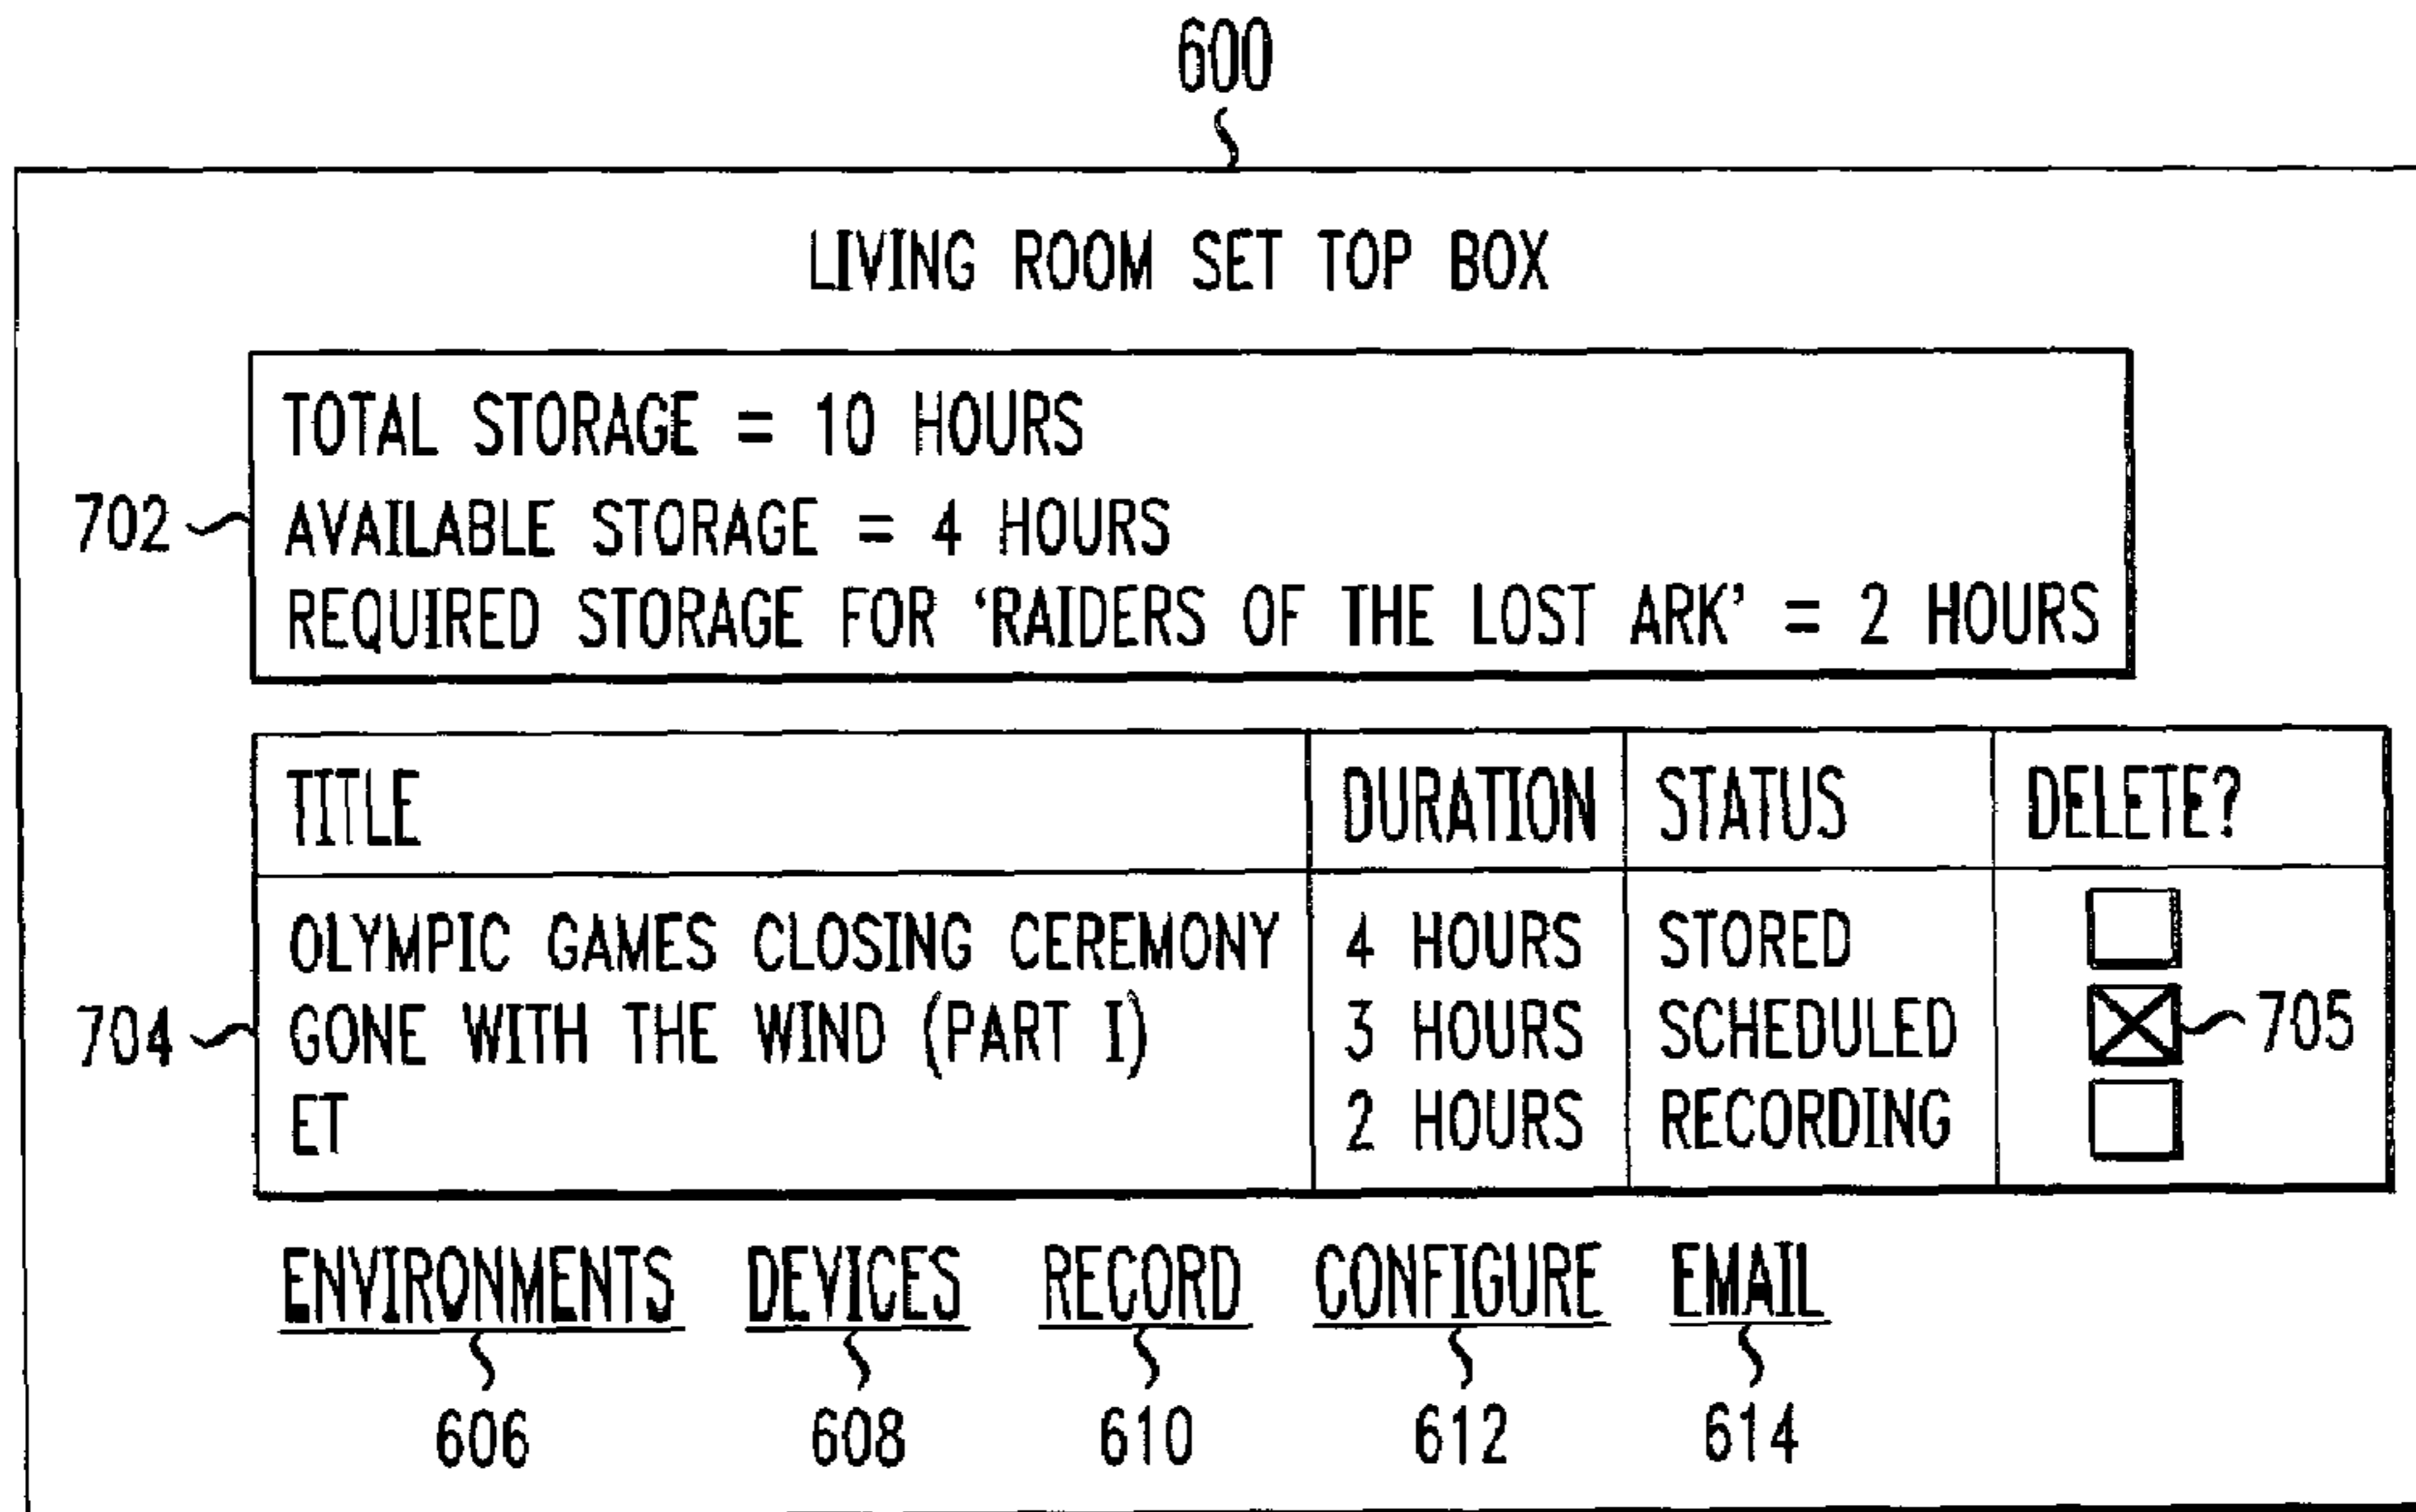 600
LIVING ROOM SET TOP BOX
TOTAL STORAGE = 10 HOURS
702 AVAILABLE STORAGE = 4 HOURS
REQUIRED STORAGE FOR ‘RAIDERS OF THE LOST ARK’ = 2 HOURS
TITLE DURATION STATUS DELETE?
OLYMPIC GAMES CLOSING CEREMONY 4 HOURS STORED
704 GONE WITH THE WIND (PART I) 3 HOURS SCHEDULED 705
ET 2 HOURS RECORDING
ENVIRONMENTS DEVICES RECORD CONFIGURE EMAIL
606 608 610 612 614